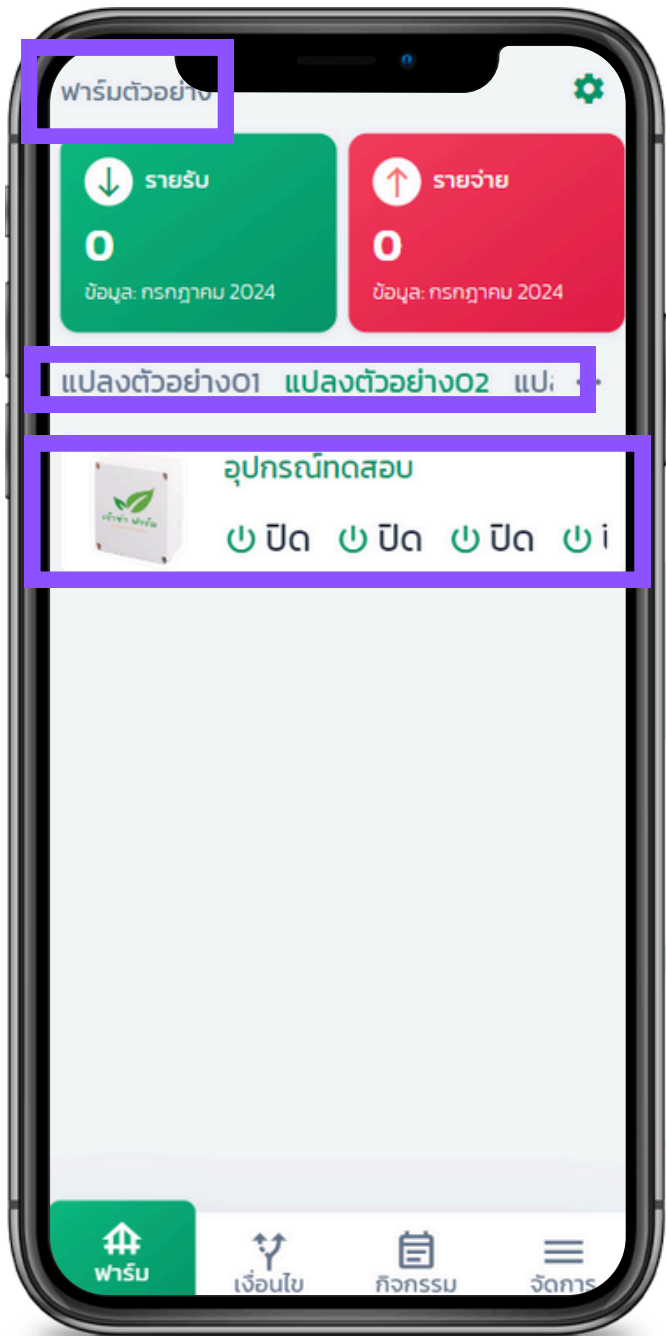 ฟาร์มตัวอย่าง
รายรับ
0
ข้อมูล: กรกฎาคม 2024
รายจ่าย
0
ข้อมูล: กรกฎาคม 2024
แปลงตัวอย่าง01 แปลงตัวอย่าง02
อุปกรณ์ทดสอบ
ปิด ปิด ปิด
ฟาร์ม
เงื่อนไข
กิจกรรม
จัดการ